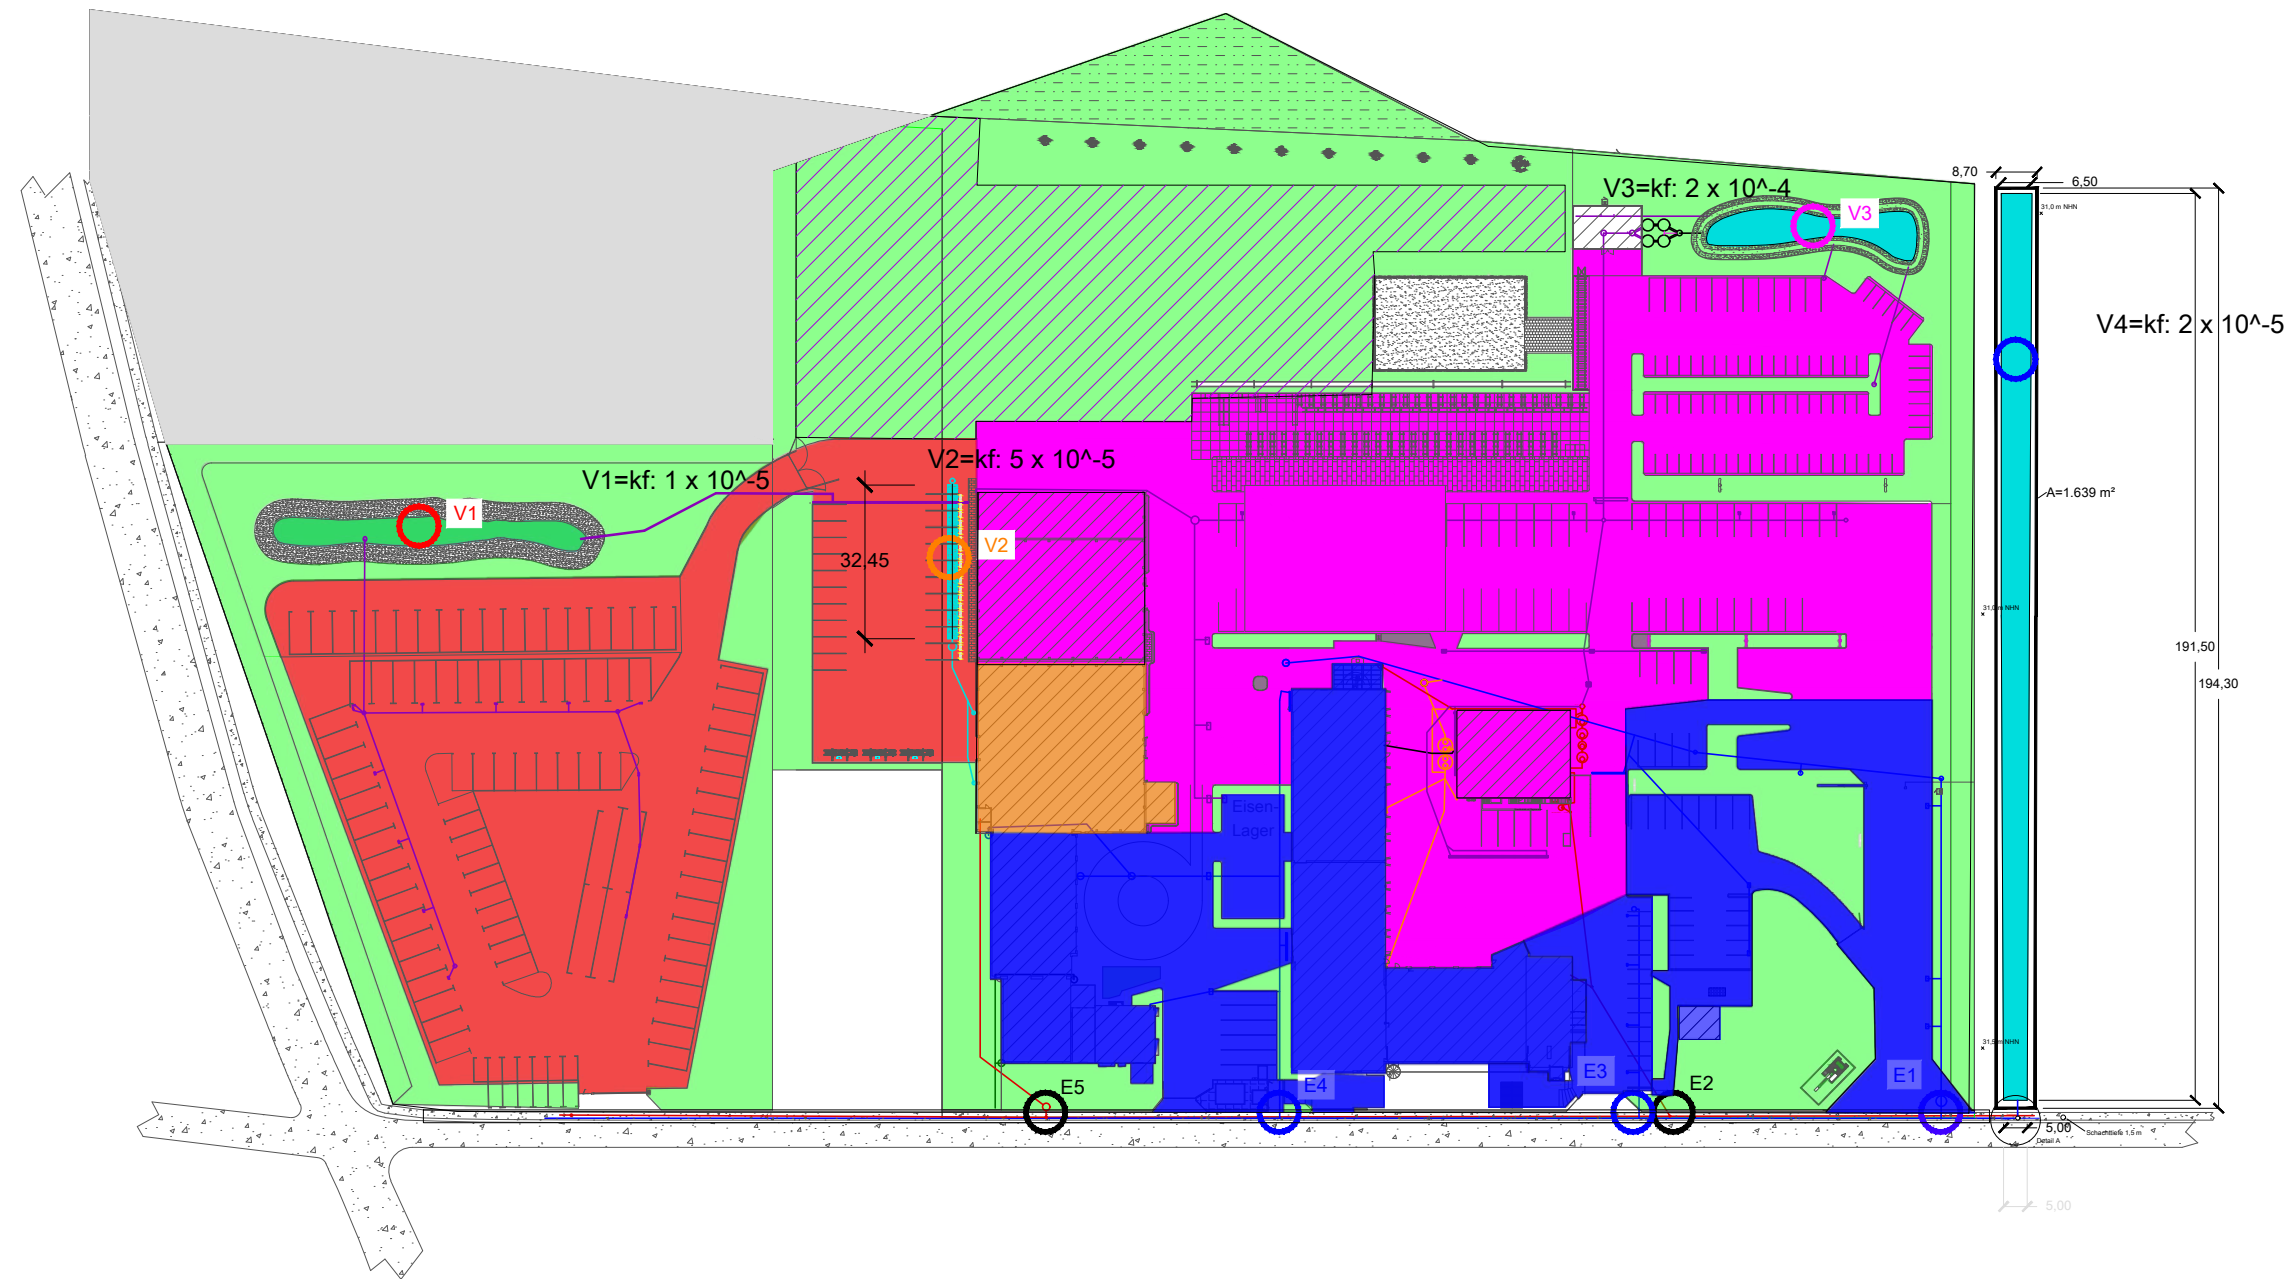 8,70
6,50
V3=kf: 2 x 10^-4
31,0 m NHN
V3
V4=kf: 2 x 10^-5
V2=kf: 5 x 10^-5
V1=kf: 1 x 10^-5
A=1.639 m²
V1
V2
32,45
31,0 m NHN
191,50
194,30
Eisen-
Lager
31,5 m NHN
E5
E4
E3
E2
E1
5,00
Schachttiefe 1,5 m
Detail A
5,00